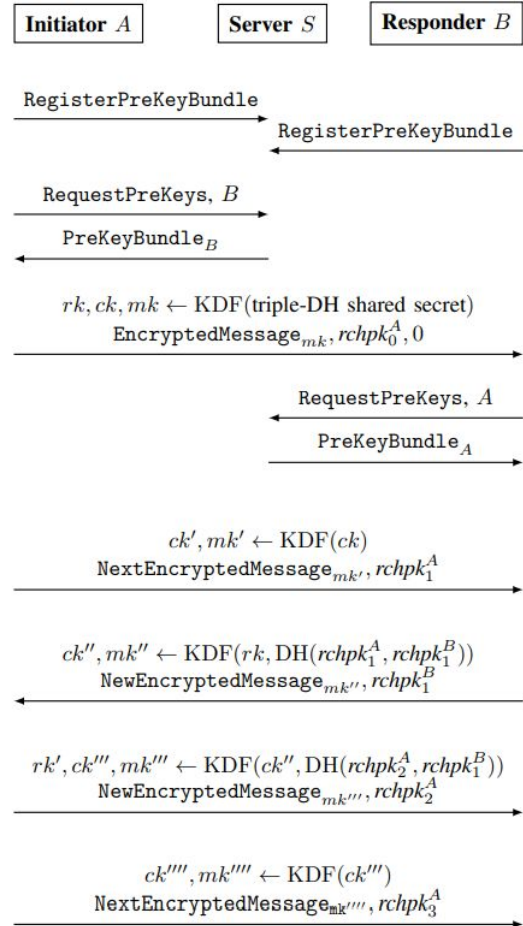 Initiator A Server S Responder B
RegisterPreKeyBundle
RegisterPreKeyBundle
RequestPreKeys, B
PreKeyBundle_B
rk, ck, mk ← KDF(triple-DH shared secret)
EncryptedMessage_mk, rchpk_0^A, 0
RequestPreKeys, A
PreKeyBundle_A
ck′, mk′ ← KDF(ck)
NextEncryptedMessage_mk′, rchpk_1^A
ck″, mk″ ← KDF(rk, DH(rchpk_1^A, rchpk_1^B))
NewEncryptedMessage_mk″, rchpk_1^B
rk′, ck‴, mk‴ ← KDF(ck″, DH(rchpk_2^A, rchpk_1^B))
NewEncryptedMessage_mk‴, rchpk_2^A
ck⁗, mk⁗ ← KDF(ck‴)
NextEncryptedMessage_mk⁗, rchpk_3^A